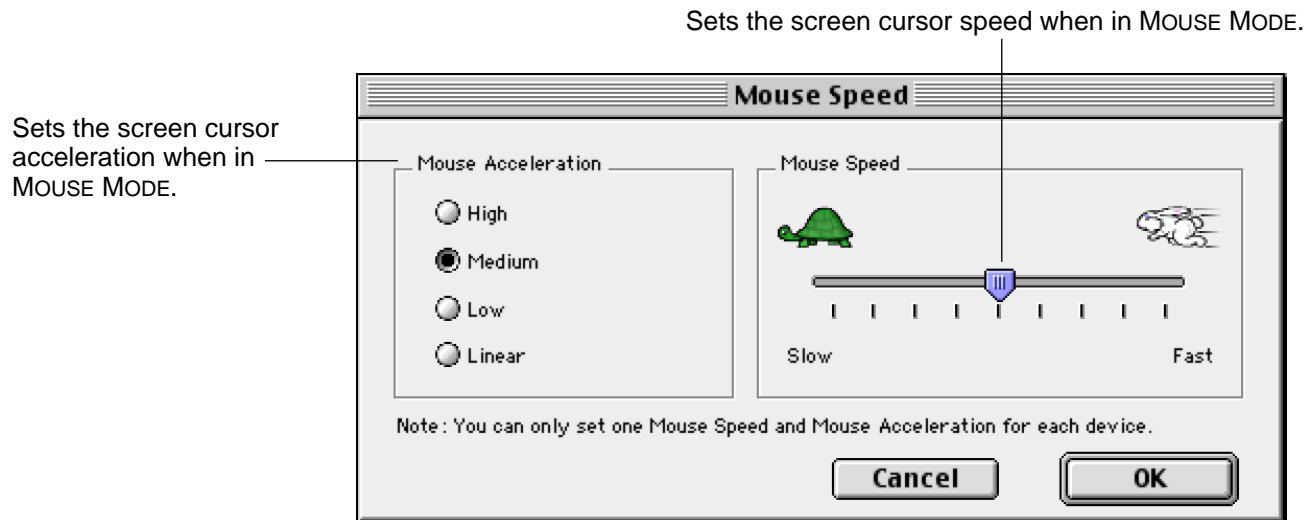 Sets the screen cursor speed when in MOUSE MODE.
Mouse Speed
Sets the screen cursor
acceleration when in
MOUSE MODE.
Mouse Acceleration
High
Medium
Low
Linear
Mouse Speed
Slow
Fast
Note: You can only set one Mouse Speed and Mouse Acceleration for each device.
Cancel
OK